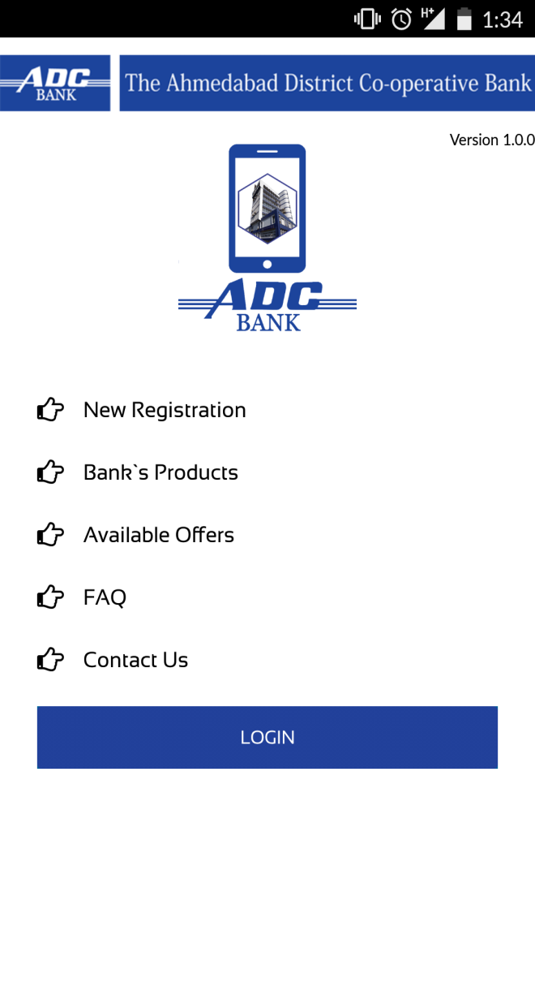 H+ 1:34
ADC
BANK
The Ahmedabad District Co-operative Bank
Version 1.0.0
ADC
BANK
New Registration
Bank`s Products
Available Offers
FAQ
Contact Us
LOGIN